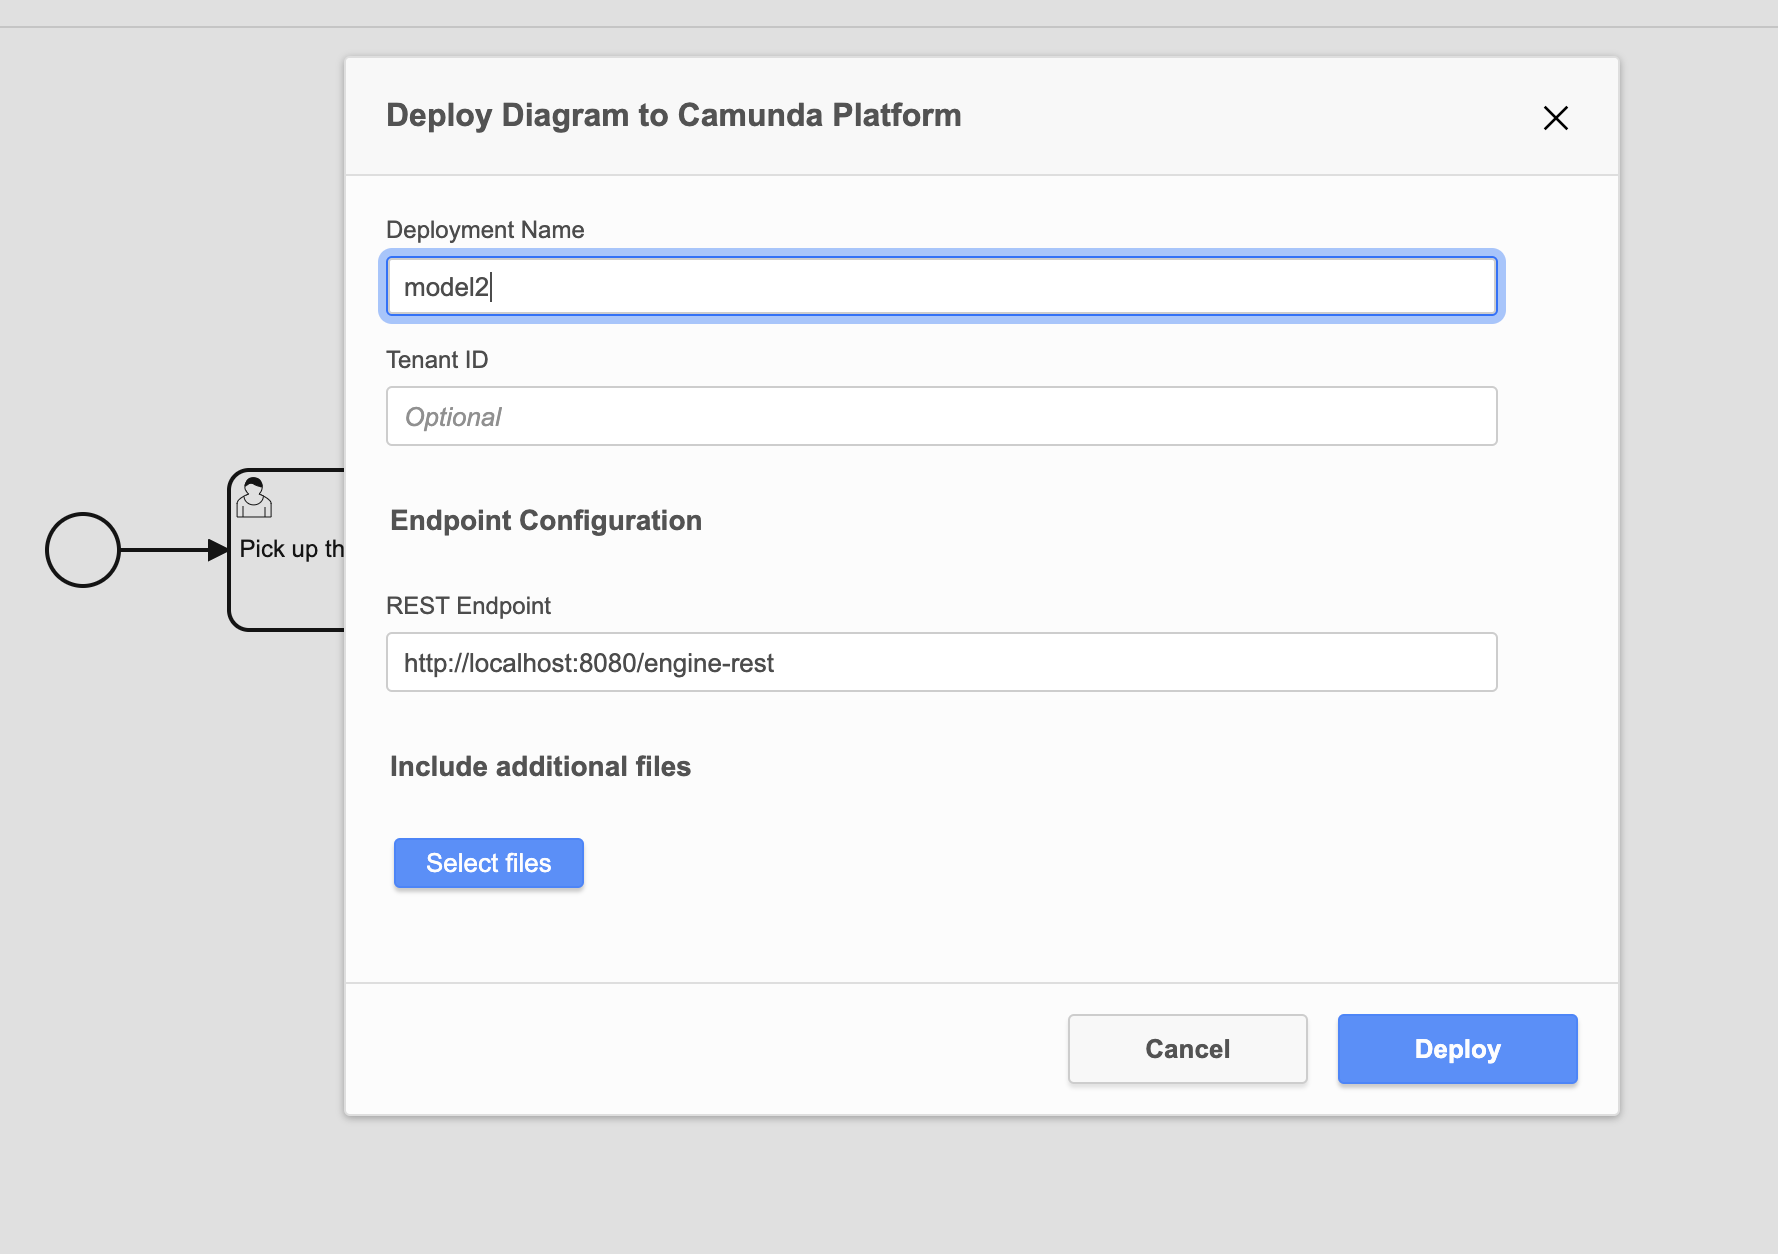 Deploy Diagram to Camunda Platform
Deployment Name
model2
Tenant ID
Optional
Pick up th
Endpoint Configuration
REST Endpoint
http://localhost:8080/engine-rest
Include additional files
Select files
Cancel
Deploy